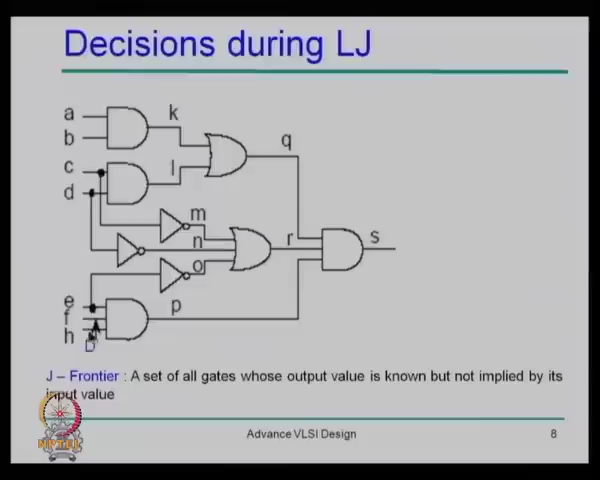 Decisions during LJ
a
k
b
q
c
l
d
m
n
r
s
o
e
p
f
h
D
J – Frontier : A set of all gates whose output value is known but not implied by its
input value
NPTEL
Advance VLSI Design
8